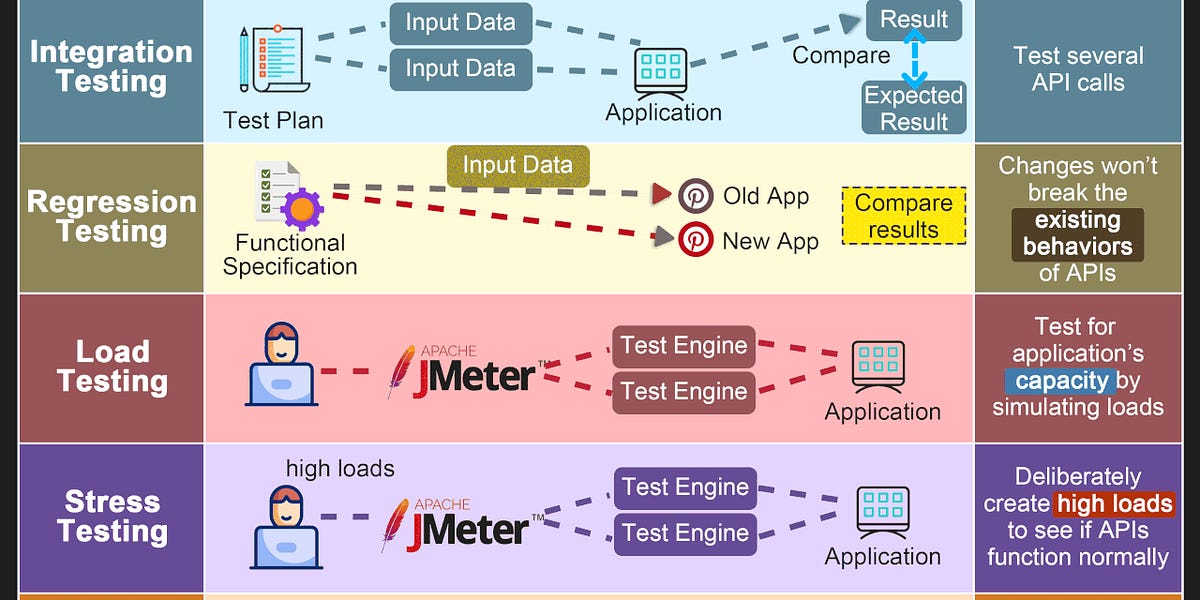 Integration
Testing
Test Plan
Input Data
Input Data
Application
Compare
Result
Expected
Result
Test several
API calls
Regression
Testing
Functional
Specification
Input Data
Old App
New App
Compare
results
Changes won't
break the
existing
behaviors
of APIs
Load
Testing
APACHE
JMeter™
Test Engine
Test Engine
Application
Test for
application's
capacity by
simulating loads
Stress
Testing
high loads
APACHE
JMeter™
Test Engine
Test Engine
Application
Deliberately
create high loads
to see if APIs
function normally